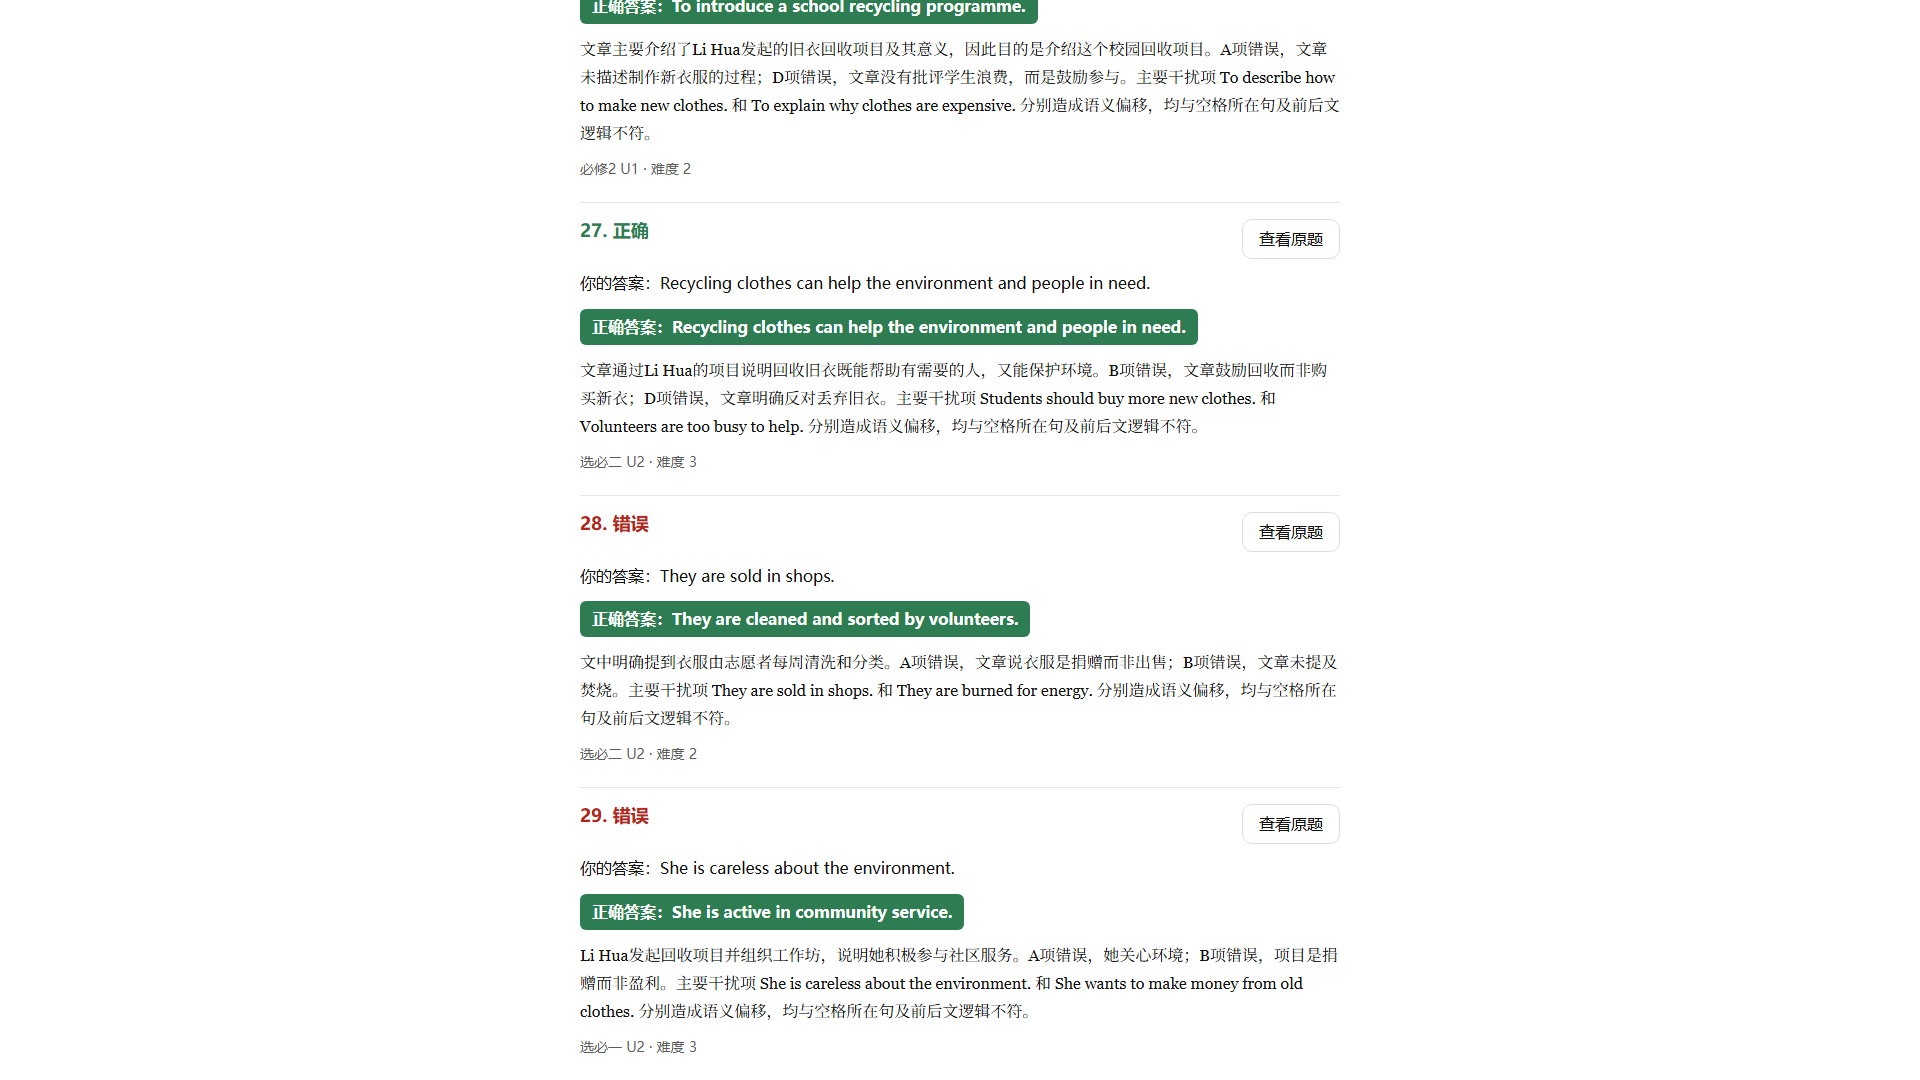 正确答案：To introduce a school recycling programme.
文章主要介绍了Li Hua发起的旧衣回收项目及其意义，因此目的是介绍这个校园回收项目。A项错误，文章
未描述制作新衣服的过程；D项错误，文章没有批评学生浪费，而是鼓励参与。主要干扰项 To describe how
to make new clothes. 和 To explain why clothes are expensive. 分别造成语义偏移，均与空格所在句及前后文
逻辑不符。
必修2 U1 · 难度 2
27. 正确
查看原题
你的答案：Recycling clothes can help the environment and people in need.
正确答案：Recycling clothes can help the environment and people in need.
文章通过Li Hua的项目说明回收旧衣既能帮助有需要的人，又能保护环境。B项错误，文章鼓励回收而非购
买新衣；D项错误，文章明确反对丢弃旧衣。主要干扰项 Students should buy more new clothes. 和
Volunteers are too busy to help. 分别造成语义偏移，均与空格所在句及前后文逻辑不符。
选必二 U2 · 难度 3
28. 错误
查看原题
你的答案：They are sold in shops.
正确答案：They are cleaned and sorted by volunteers.
文中明确提到衣服由志愿者每周清洗和分类。A项错误，文章说衣服是捐赠而非出售；B项错误，文章未提及
焚烧。主要干扰项 They are sold in shops. 和 They are burned for energy. 分别造成语义偏移，均与空格所在
句及前后文逻辑不符。
选必二 U2 · 难度 2
29. 错误
查看原题
你的答案：She is careless about the environment.
正确答案：She is active in community service.
Li Hua发起回收项目并组织工作坊，说明她积极参与社区服务。A项错误，她关心环境；B项错误，项目是捐
赠而非盈利。主要干扰项 She is careless about the environment. 和 She wants to make money from old
clothes. 分别造成语义偏移，均与空格所在句及前后文逻辑不符。
选必一 U2 · 难度 3